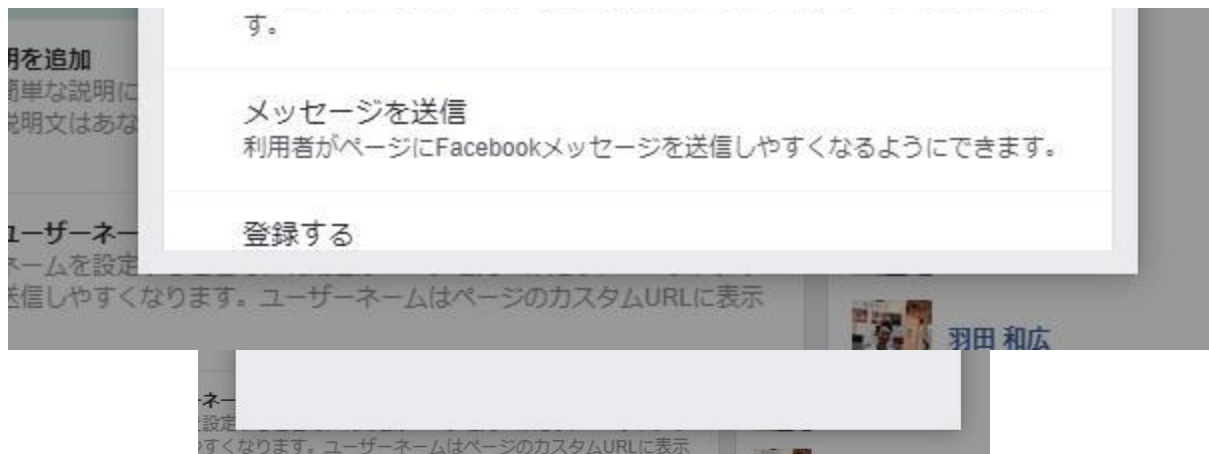 す。
明を追加
簡単な説明に
説明文はあな
メッセージを送信
利用者がページにFacebookメッセージを送信しやすくなるようにできます。
登録する
ユーザーネー
ネームを設定
送信しやすくなります。ユーザーネームはページのカスタムURLに表示
羽田 和広
ーネー
設定
すくなります。ユーザーネームはページのカスタムURLに表示